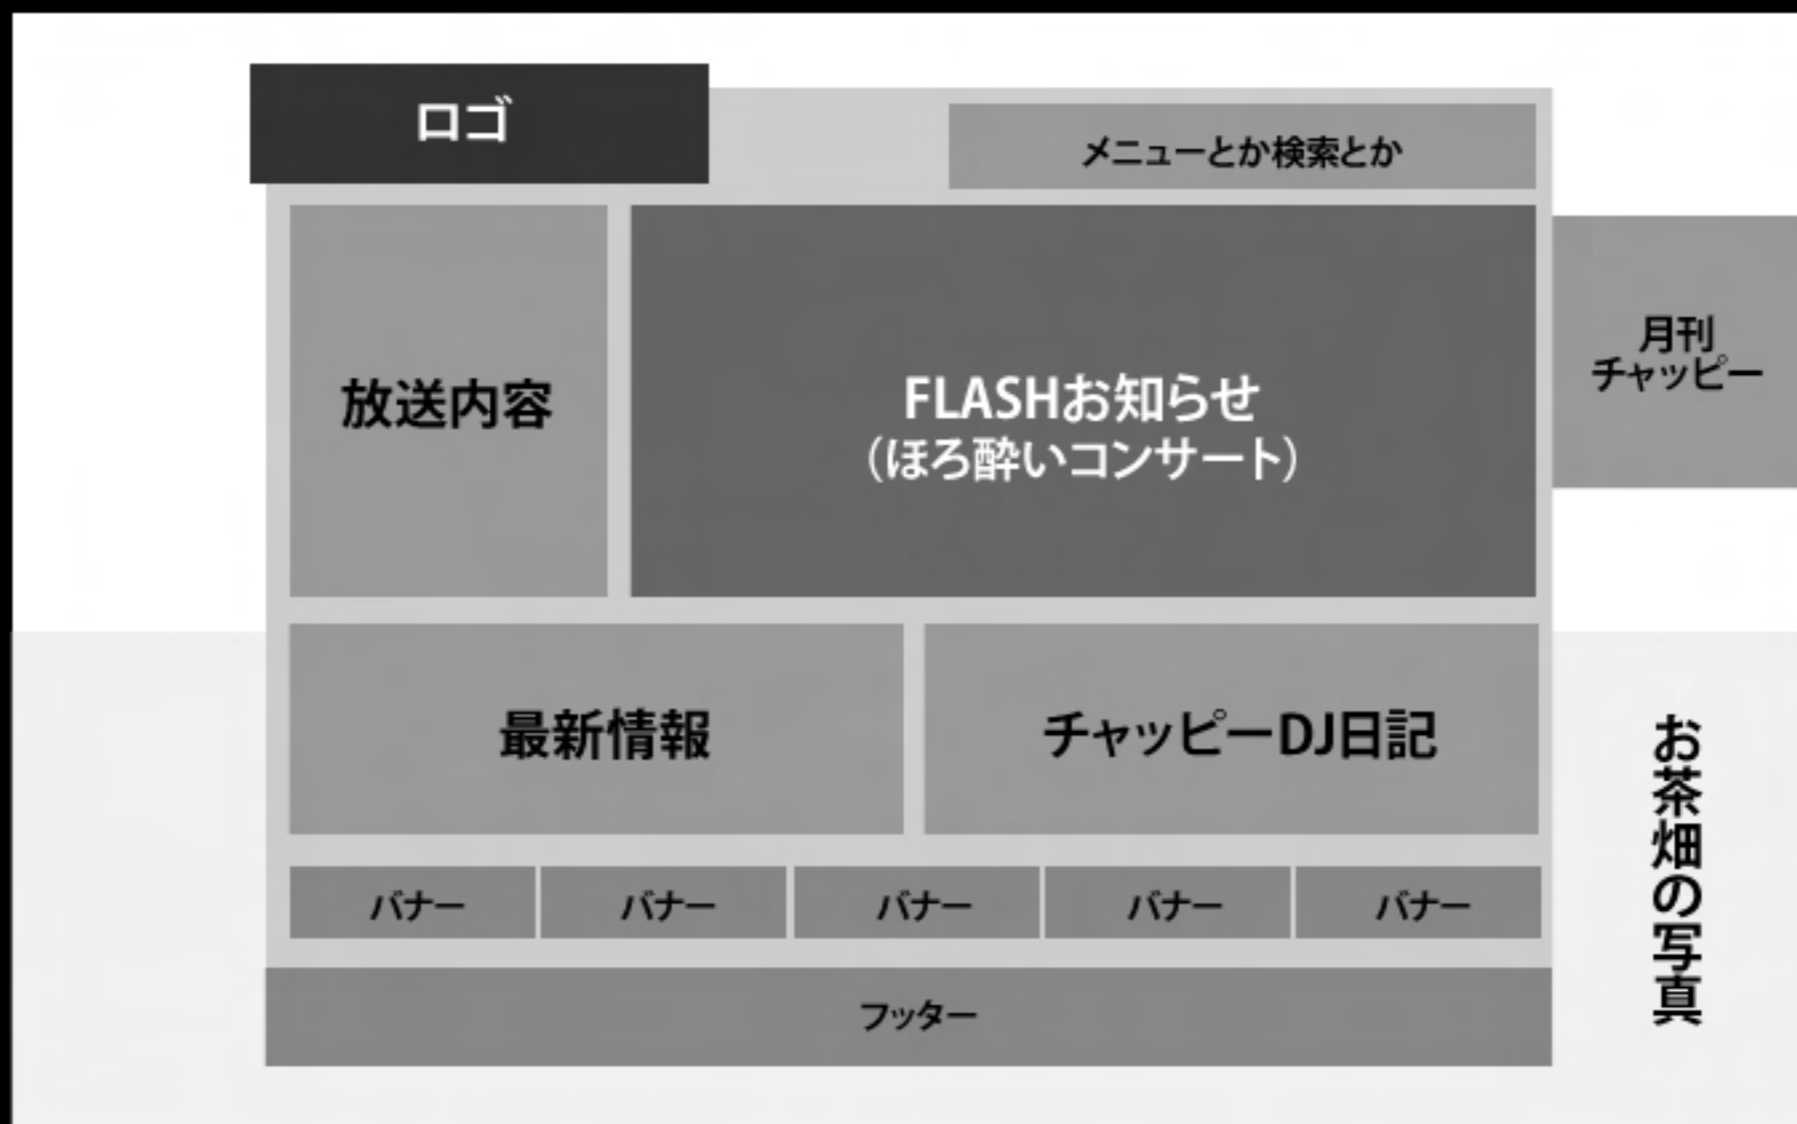 ロゴ
メニューとか検索とか
放送内容
FLASHお知らせ
（ほろ酔いコンサート）
月刊
チャッピー
最新情報
チャッピーDJ日記
お茶畑の写真
バナー
バナー
バナー
バナー
バナー
フッター